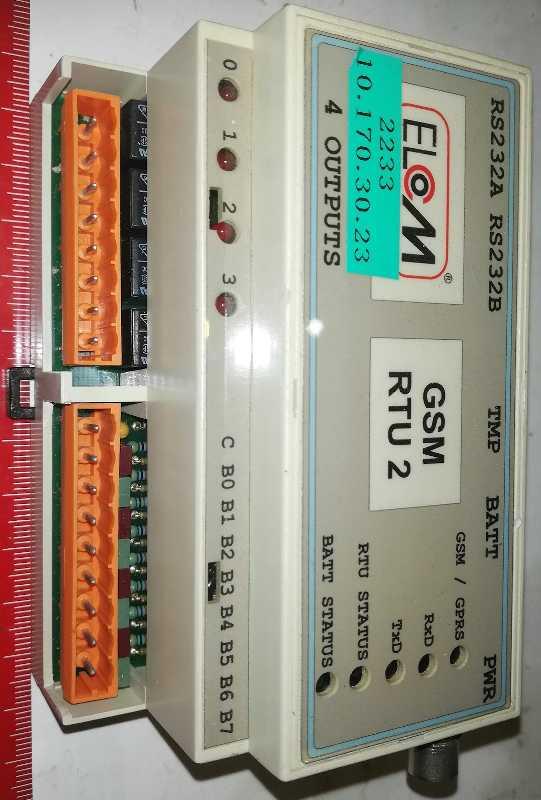 RS232A RS232B TMP BATT PWR
ELCOM®
10.170.30.23
2233
4 OUTPUTS
GSM
RTU 2
GSM / GPRS
RxD
TxD
RTU STATUS
BATT STATUS
0 1 2 3
C B0 B1 B2 B3 B4 B5 B6 B7